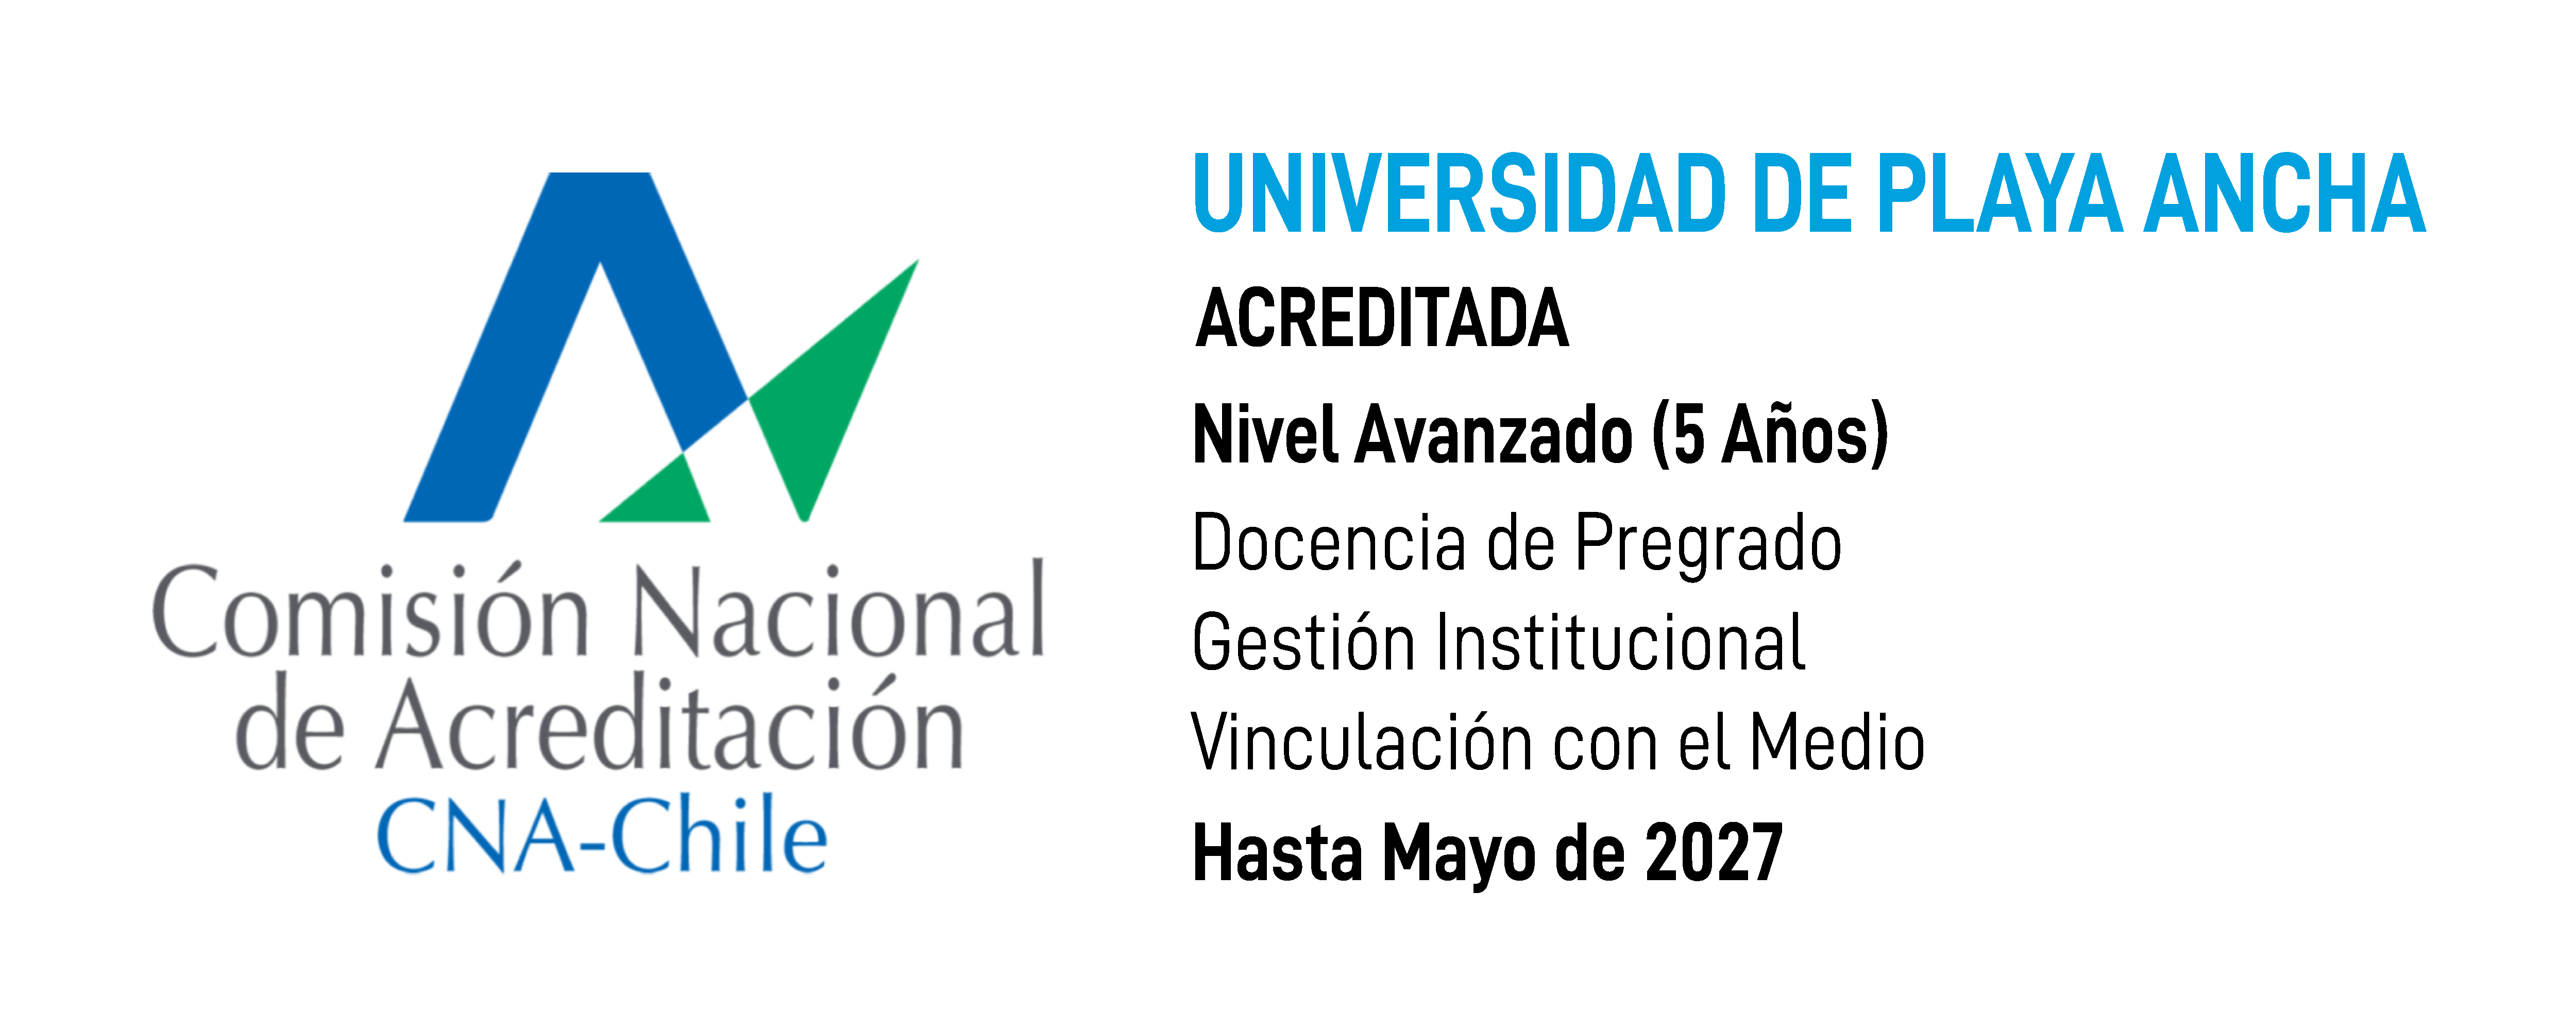 Comisión Nacional
de Acreditación
CNA-Chile
UNIVERSIDAD DE PLAYA ANCHA
ACREDITADA
Nivel Avanzado (5 Años)
Docencia de Pregrado
Gestión Institucional
Vinculación con el Medio
Hasta Mayo de 2027